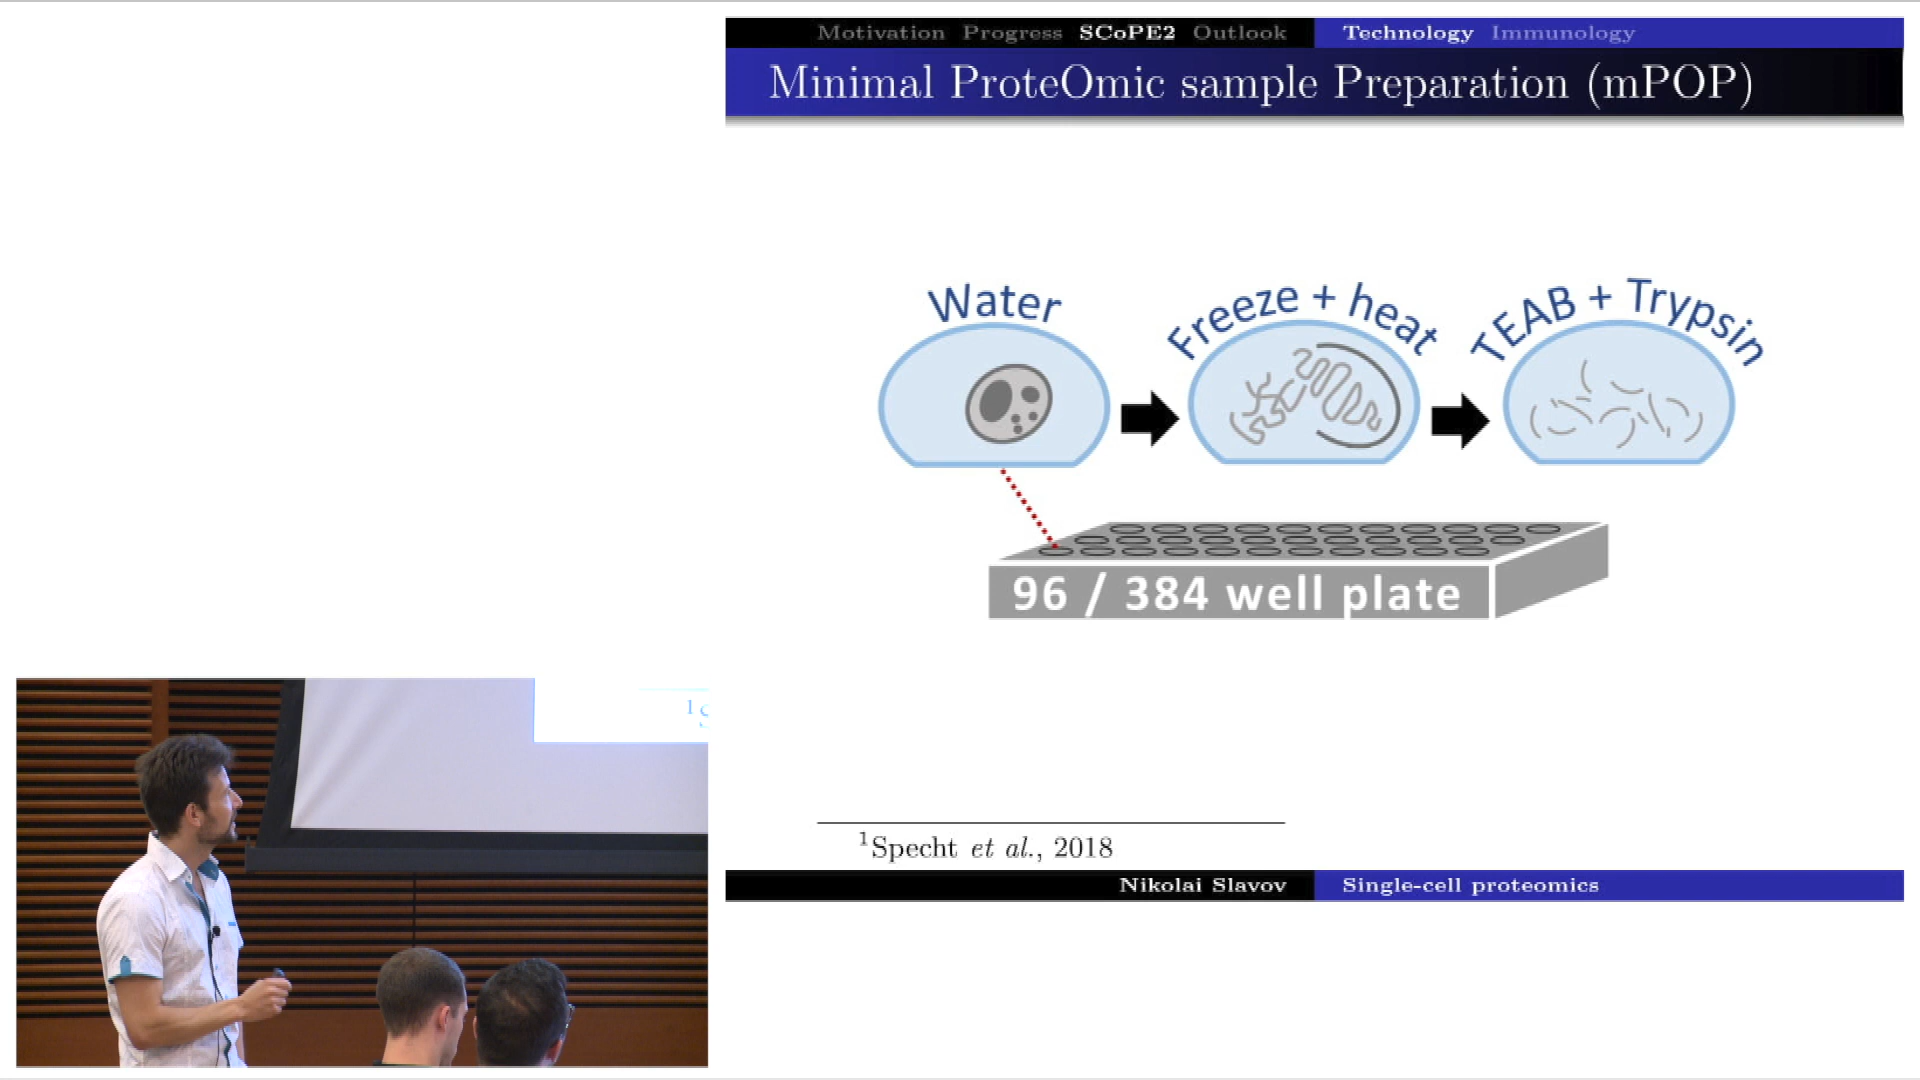 Motivation Progress SCoPE2 Outlook Technology Immunology
Minimal ProteOmic sample Preparation (mPOP)
Water
Freeze + heat
TEAB + Trypsin
96 / 384 well plate
1Specht et al., 2018
Nikolai Slavov Single-cell proteomics